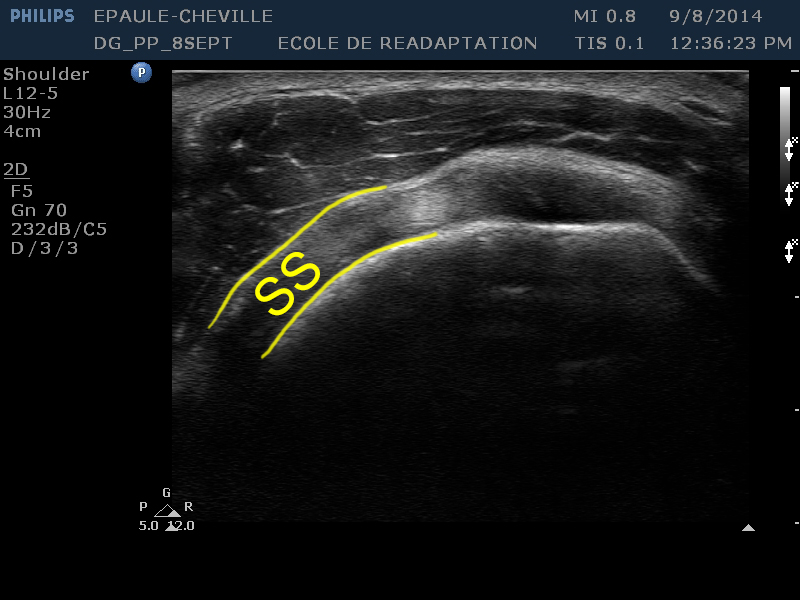 PHILIPS EPAULE-CHEVILLE MI 0.8 9/8/2014
DG_PP_8SEPT ECOLE DE READAPTATION TIS 0.1 12:36:23 PM
Shoulder
P
L12-5
30Hz
4cm
2D
F5
Gn 70
232dB/C5
D/3/3
SS
G
P R
5.0 12.0